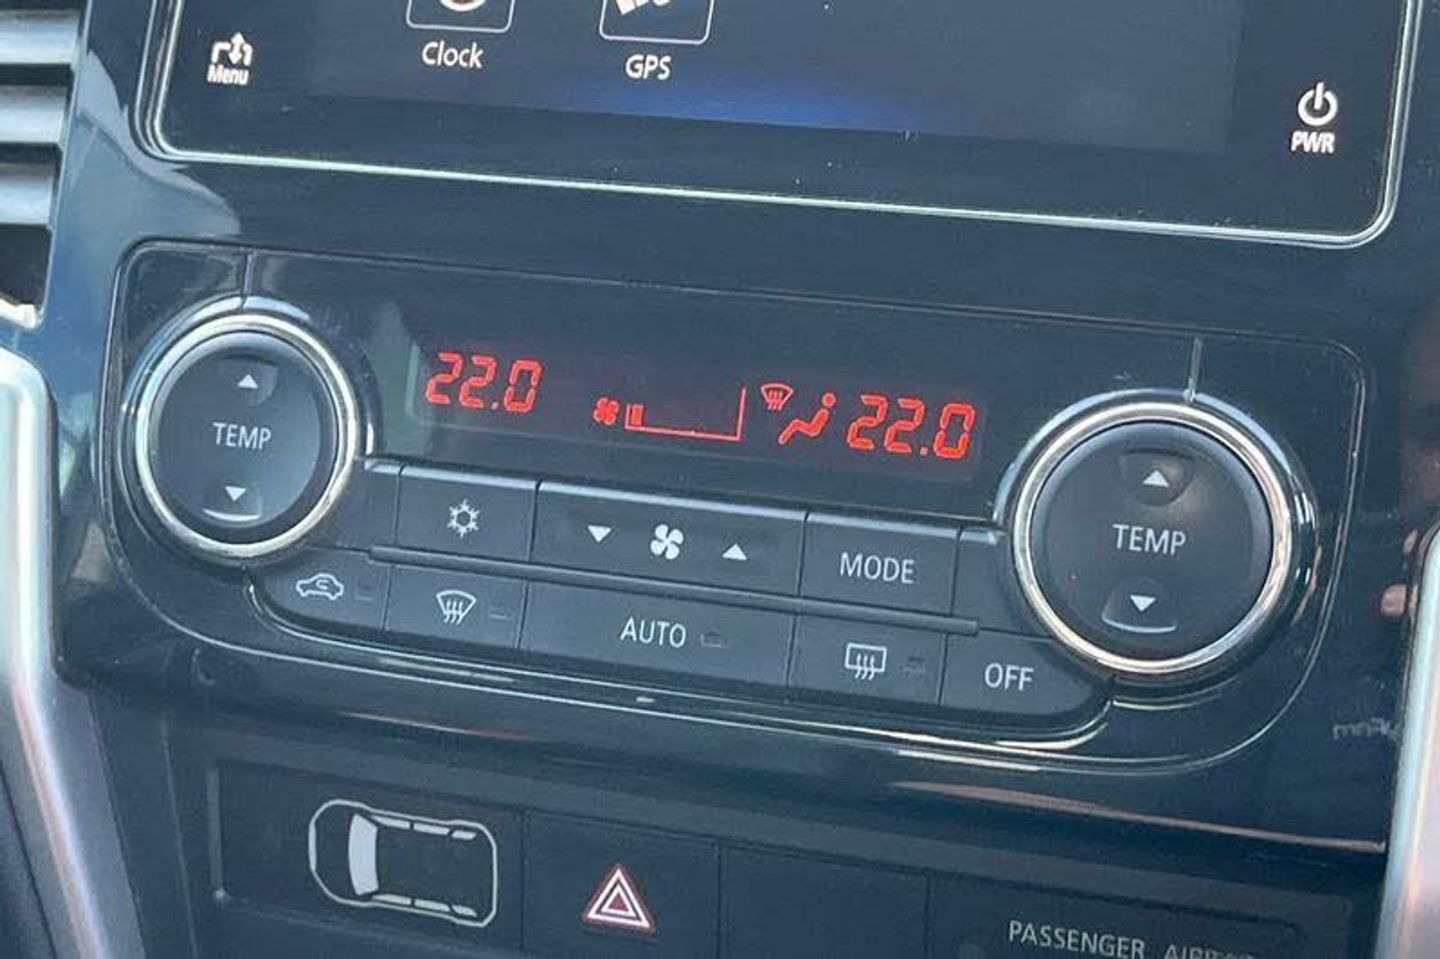 Clock
GPS
Menu
PWR
22.0
22.0
TEMP
TEMP
MODE
AUTO
OFF
PASSENGER